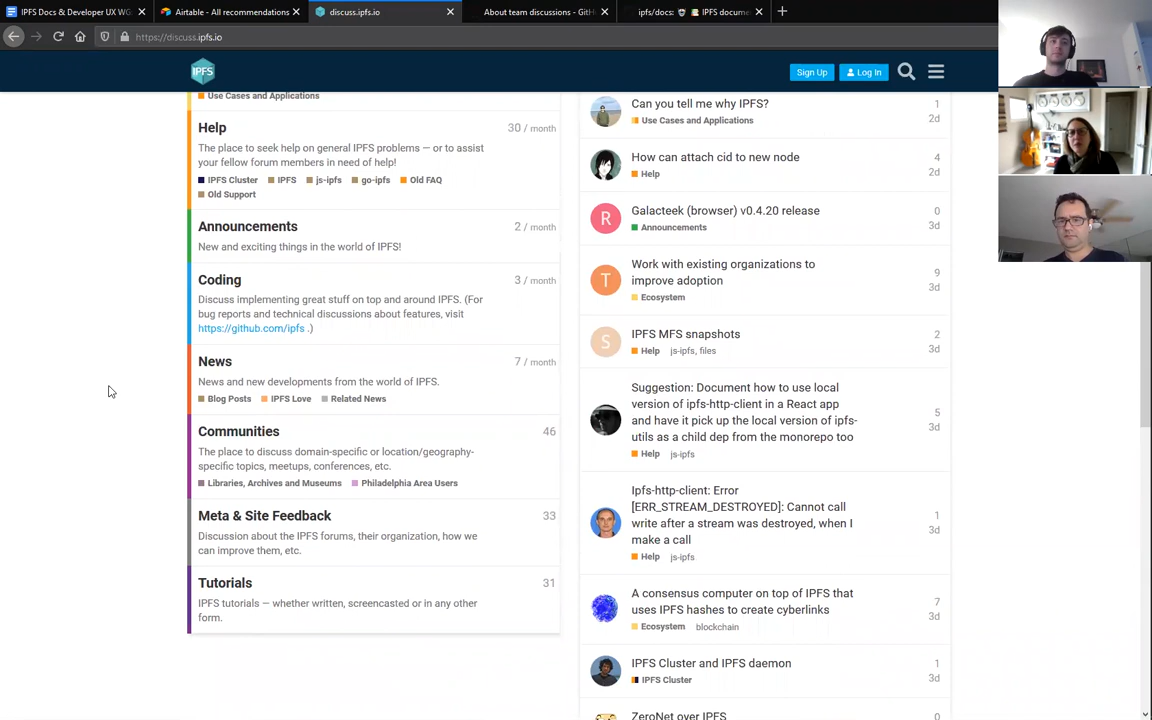 IPFS Docs & Developer UX WG
Airtable - All recommendations
discuss.ipfs.io
About team discussions - GitH
ipfs/docs:
IPFS docume
https://discuss.ipfs.io
IPFS
Sign Up
Log In
Use Cases and Applications
Help
30 / month
The place to seek help on general IPFS problems — or to assist
your fellow forum members in need of help!
IPFS Cluster IPFS js-ipfs go-ipfs Old FAQ
Old Support
Announcements
2 / month
New and exciting things in the world of IPFS!
Coding
3 / month
Discuss implementing great stuff on top and around IPFS. (For
bug reports and technical discussions about features, visit
https://github.com/ipfs .)
News
7 / month
News and new developments from the world of IPFS.
Blog Posts IPFS Love Related News
Communities
46
The place to discuss domain-specific or location/geography-
specific topics, meetups, conferences, etc.
Libraries, Archives and Museums Philadelphia Area Users
Meta & Site Feedback
33
Discussion about the IPFS forums, their organization, how we
can improve them, etc.
Tutorials
31
IPFS tutorials — whether written, screencasted or in any other
form.
Can you tell me why IPFS?
1
Use Cases and Applications
2d
How can attach cid to new node
4
Help
2d
R
Galacteek (browser) v0.4.20 release
0
Announcements
3d
T
Work with existing organizations to
improve adoption
9
Ecosystem
3d
S
IPFS MFS snapshots
2
Help js-ipfs, files
3d
Suggestion: Document how to use local
version of ipfs-http-client in a React app
and have it pick up the local version of ipfs-
utils as a child dep from the monorepo too
5
Help js-ipfs
3d
Ipfs-http-client: Error
[ERR_STREAM_DESTROYED]: Cannot call
write after a stream was destroyed, when I
make a call
1
Help js-ipfs
3d
A consensus computer on top of IPFS that
uses IPFS hashes to create cyberlinks
7
Ecosystem blockchain
3d
IPFS Cluster and IPFS daemon
1
IPFS Cluster
3d
ZeroNet over IPFS
0